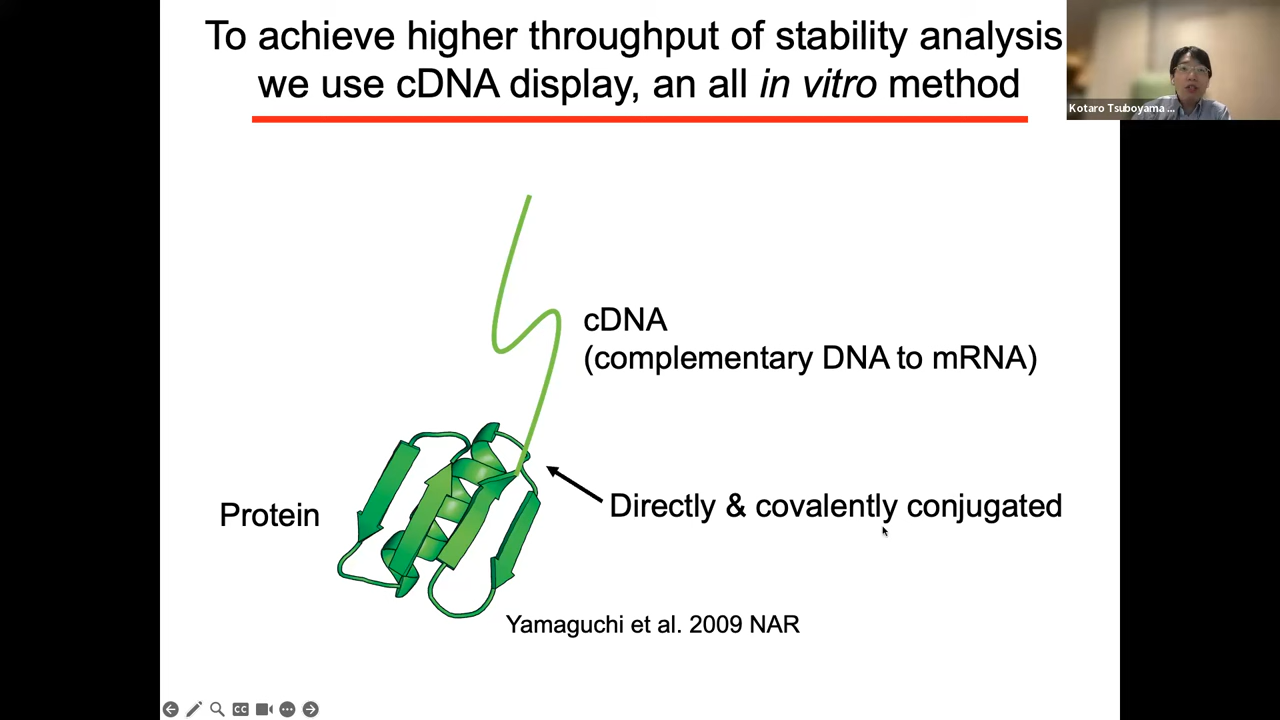 To achieve higher throughput of stability analysis
we use cDNA display, an all in vitro method
Kotaro Tsuboyama ...
cDNA
(complementary DNA to mRNA)
Directly & covalently conjugated
Protein
Yamaguchi et al. 2009 NAR
CC